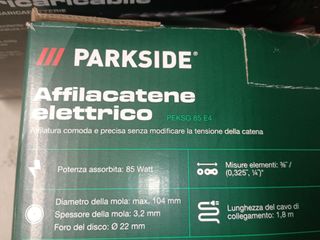 ricaricabile
CARICABATTERIE
PARKSIDE®
Affilacatene
elettrico PEKSG 85 E4
Affilatura comoda e precisa senza modificare la tensione della catena
Potenza assorbita: 85 Watt
Misure elementi: ⅜"/
(0,325", ¼")"
Diametro della mola: max. 104 mm
Spessore della mola: 3,2 mm
Foro del disco: Ø 22 mm
Lunghezza del cavo di
collegamento: 1,8 m